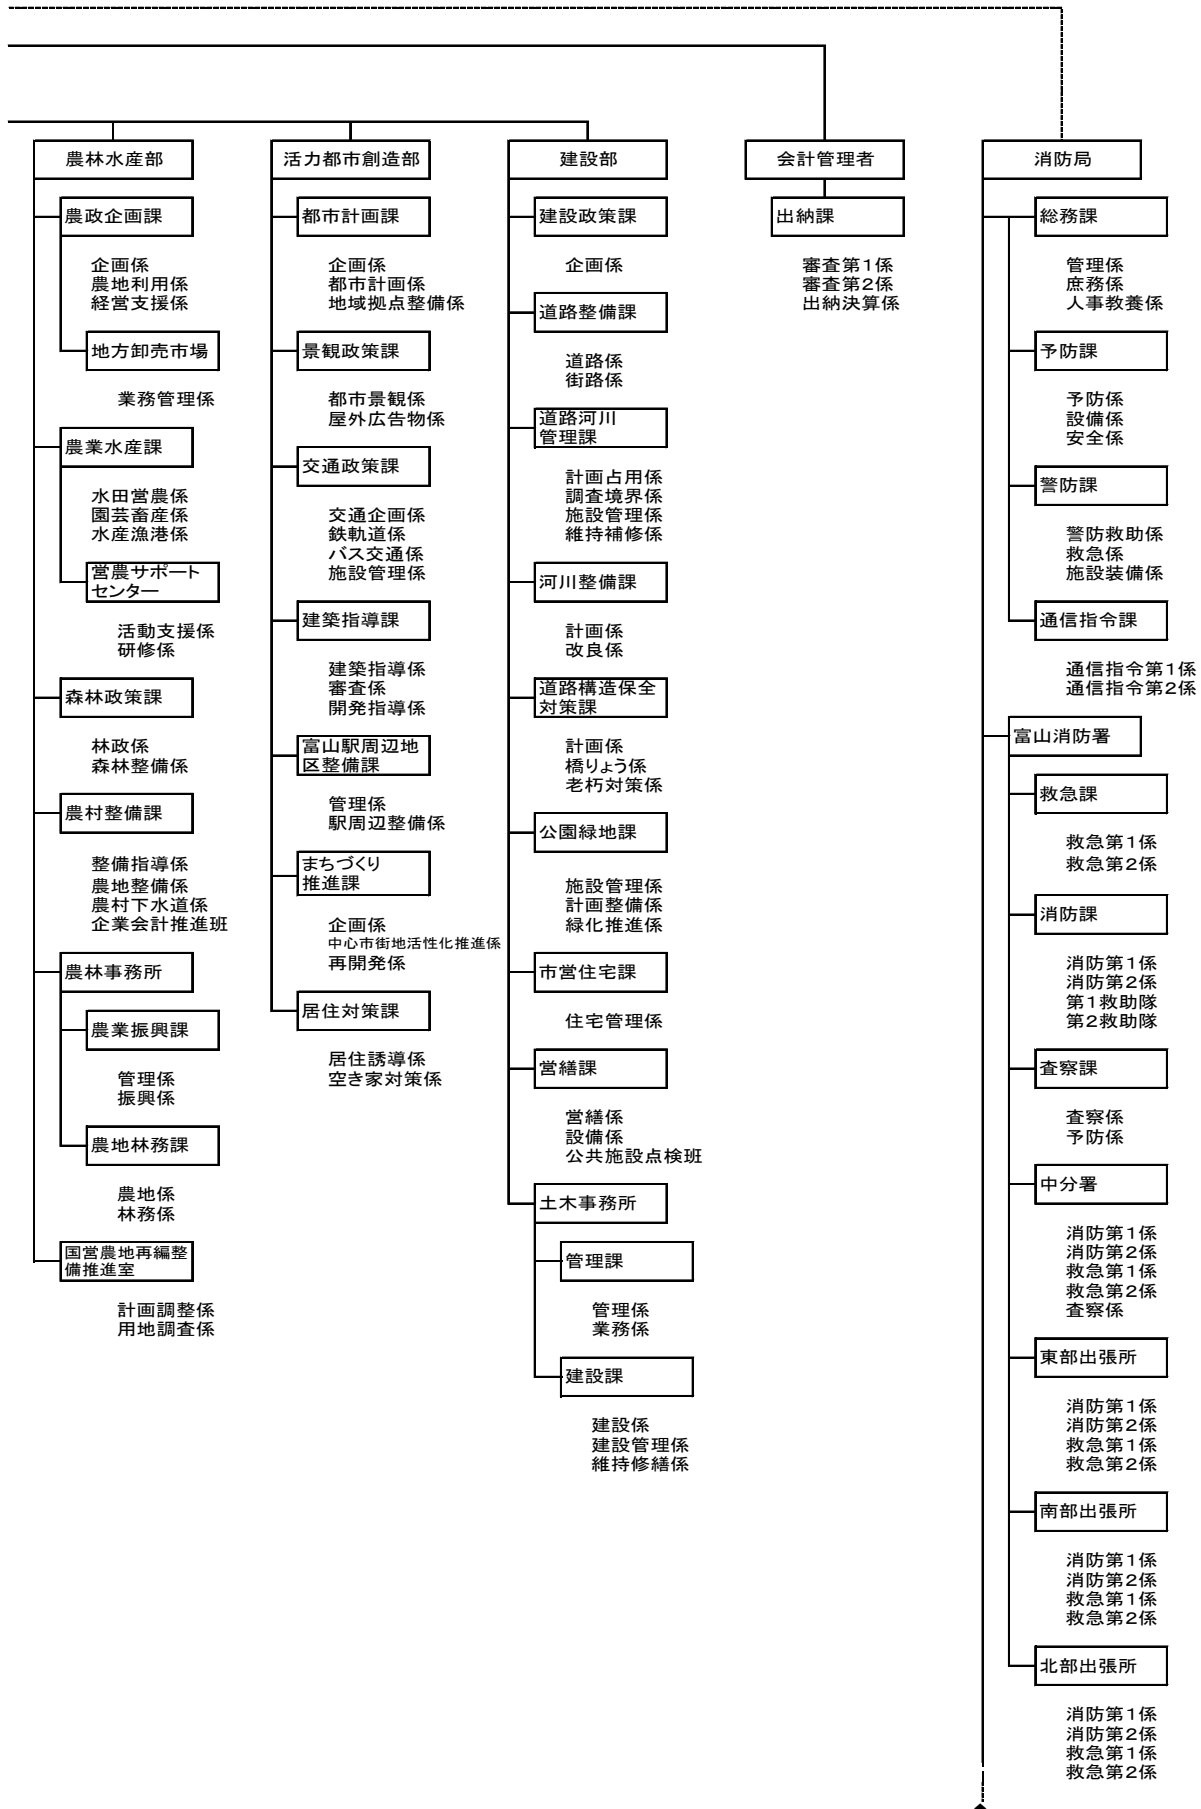 農林水産部
農政企画課
企画係
農地利用係
経営支援係
地方卸売市場
業務管理係
農業水産課
水田営農係
園芸畜産係
水産漁港係
営農サポート
センター
活動支援係
研修係
森林政策課
林政係
森林整備係
農村整備課
整備指導係
農地整備係
農村下水道係
企業会計推進班
農林事務所
農業振興課
管理係
振興係
農地林務課
農地係
林務係
国営農地再編整
備推進室
計画調整係
用地調査係
活力都市創造部
都市計画課
企画係
都市計画係
地域拠点整備係
景観政策課
都市景観係
屋外広告物係
交通政策課
交通企画係
鉄軌道係
バス交通係
施設管理係
建築指導課
建築指導係
審査係
開発指導係
富山駅周辺地
区整備課
管理係
駅周辺整備係
まちづくり
推進課
企画係
中心市街地活性化推進係
再開発係
居住対策課
居住誘導係
空き家対策係
建設部
建設政策課
企画係
道路整備課
道路係
街路係
道路河川
管理課
計画占用係
調査境界係
施設管理係
維持補修係
河川整備課
計画係
改良係
道路構造保全
対策課
計画係
橋りょう係
老朽対策係
公園緑地課
施設管理係
計画整備係
緑化推進係
市営住宅課
住宅管理係
営繕課
営繕係
設備係
公共施設点検班
土木事務所
管理課
管理係
業務係
建設課
建設係
建設管理係
維持修繕係
会計管理者
出納課
審査第1係
審査第2係
出納決算係
消防局
総務課
管理係
庶務係
人事教養係
予防課
予防係
設備係
安全係
警防課
警防救助係
救急係
施設装備係
通信指令課
通信指令第1係
通信指令第2係
富山消防署
救急課
救急第1係
救急第2係
消防課
消防第1係
消防第2係
第1救助隊
第2救助隊
査察課
査察係
予防係
中分署
消防第1係
消防第2係
救急第1係
救急第2係
査察係
東部出張所
消防第1係
消防第2係
救急第1係
救急第2係
南部出張所
消防第1係
消防第2係
救急第1係
救急第2係
北部出張所
消防第1係
消防第2係
救急第1係
救急第2係